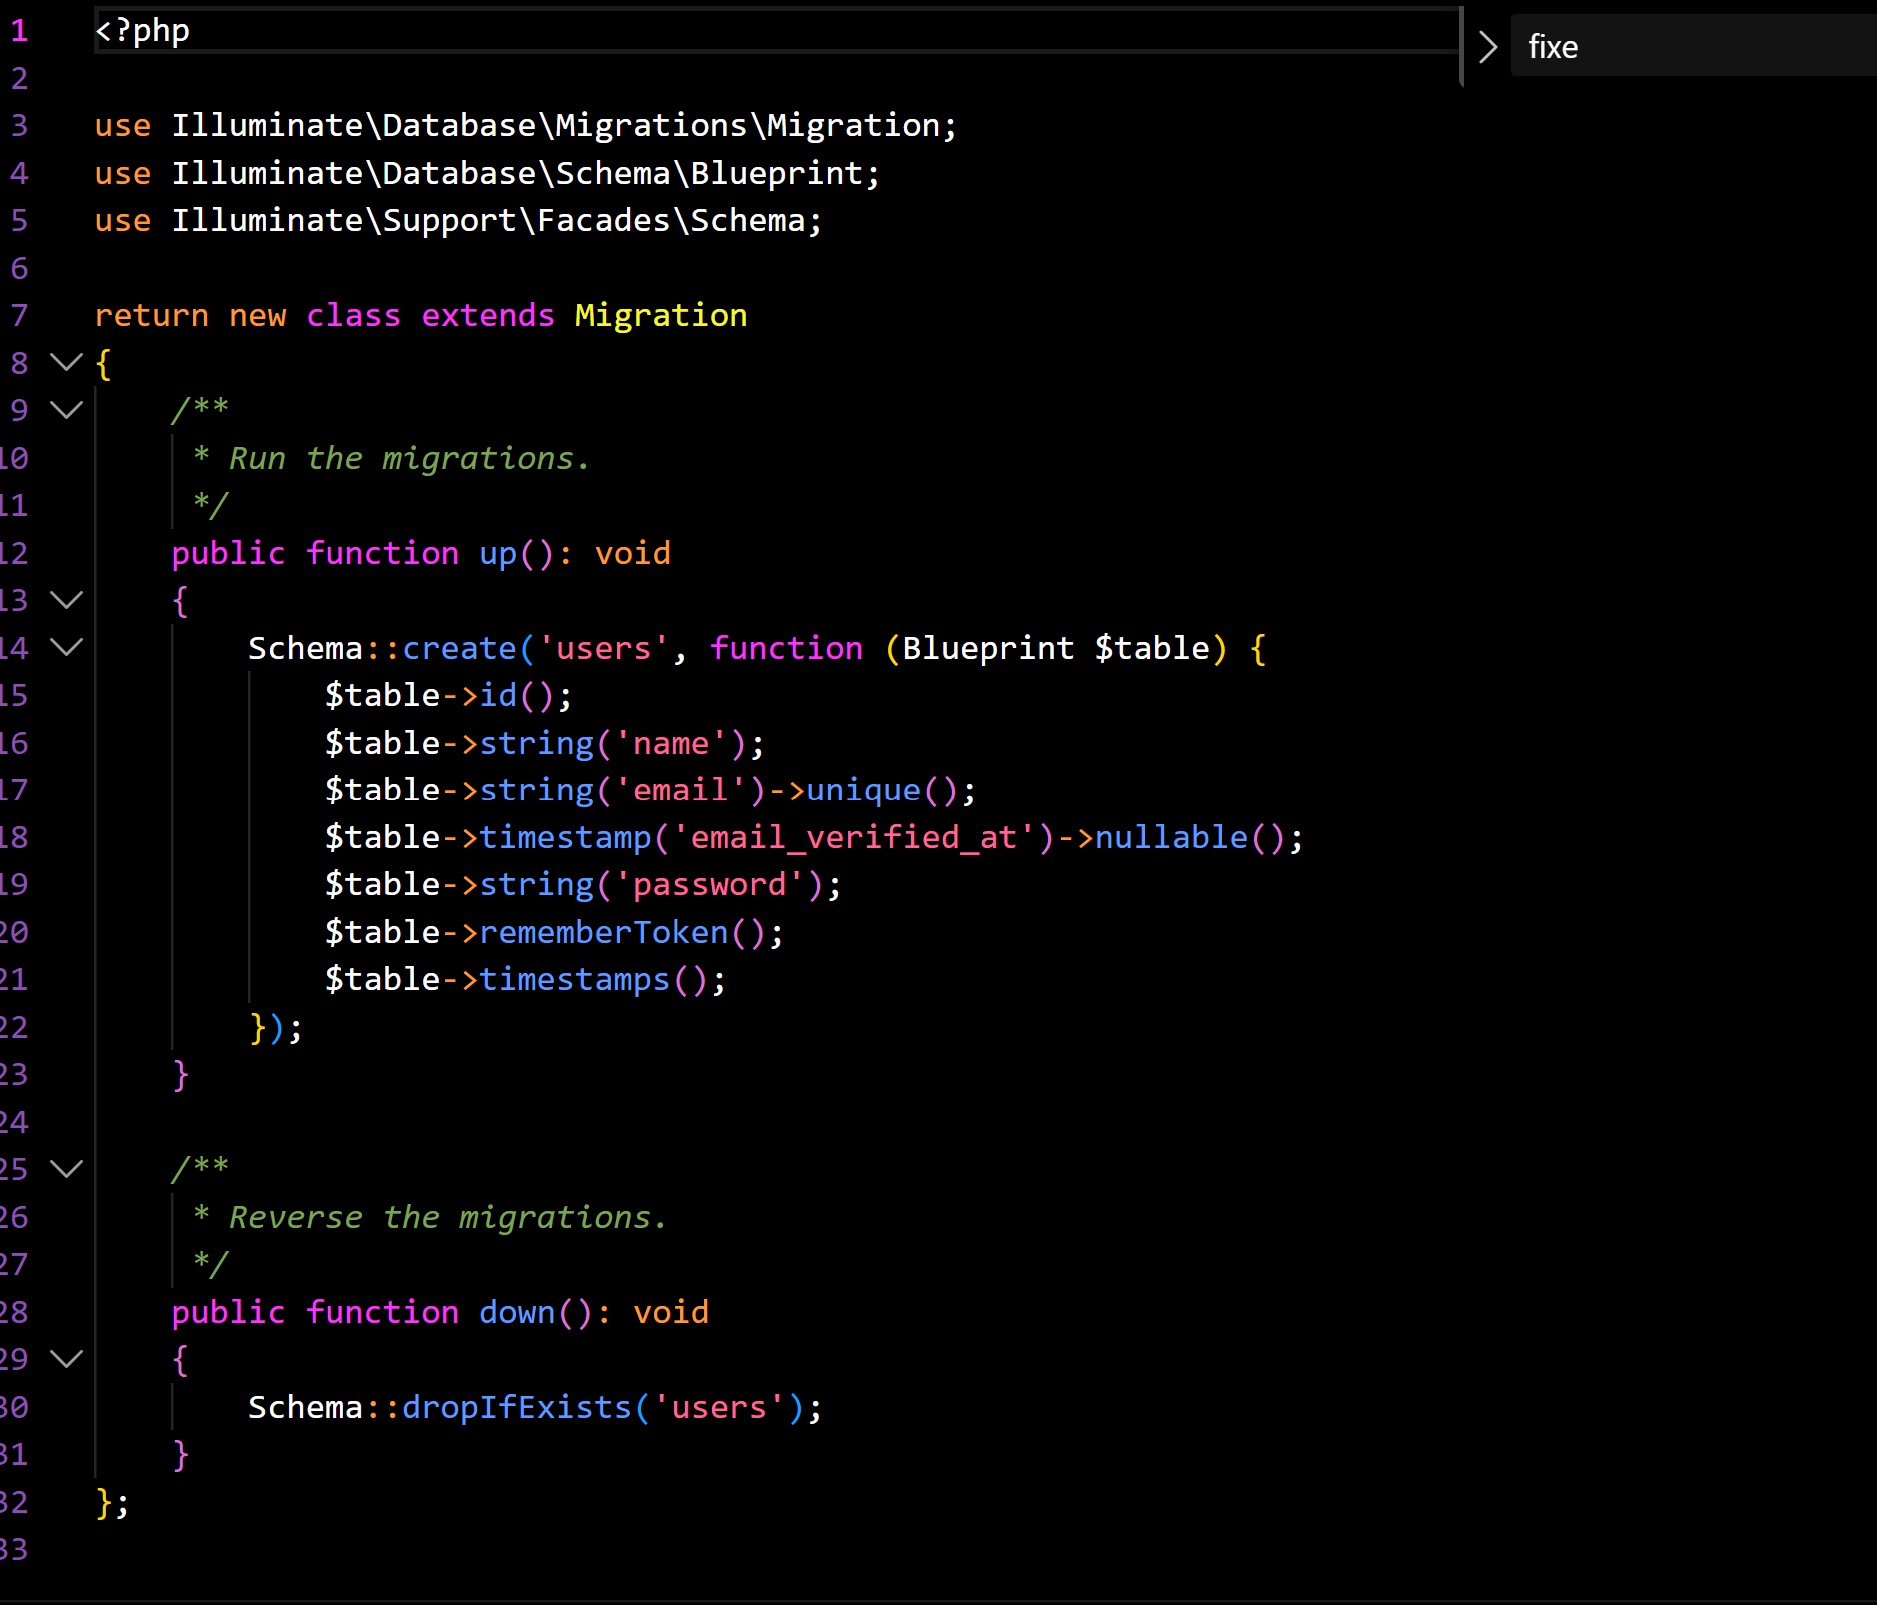 1 <?php
fixe
2
3 use Illuminate\Database\Migrations\Migration;
4 use Illuminate\Database\Schema\Blueprint;
5 use Illuminate\Support\Facades\Schema;
6
7 return new class extends Migration
8 {
9     /**
10      * Run the migrations.
11      */
12     public function up(): void
13     {
14         Schema::create('users', function (Blueprint $table) {
15             $table->id();
16             $table->string('name');
17             $table->string('email')->unique();
18             $table->timestamp('email_verified_at')->nullable();
19             $table->string('password');
20             $table->rememberToken();
21             $table->timestamps();
22         });
23     }
24
25     /**
26      * Reverse the migrations.
27      */
28     public function down(): void
29     {
30         Schema::dropIfExists('users');
31     }
32 };
33